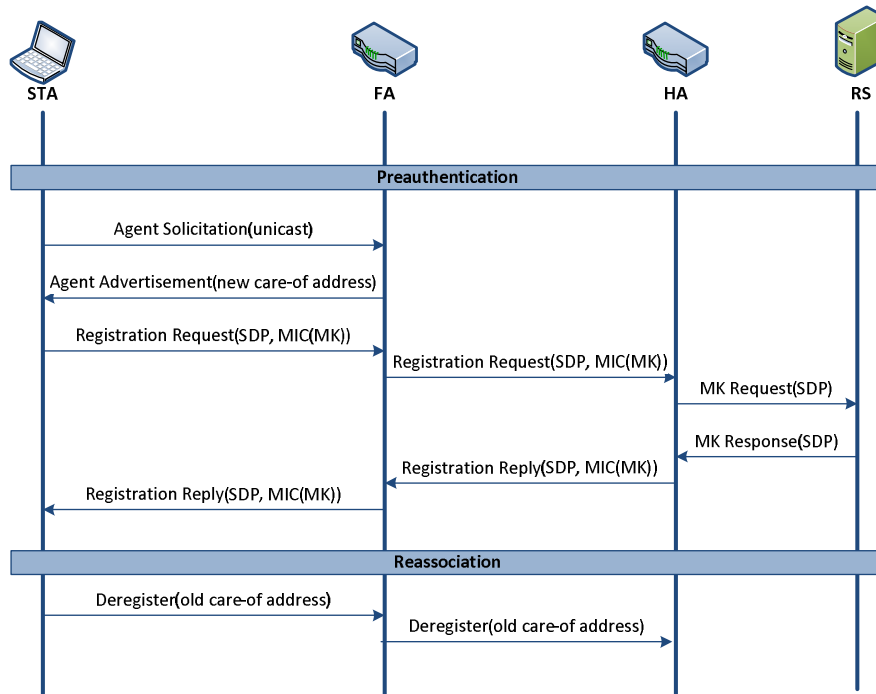 STA
FA
HA
RS
Preauthentication
Agent Solicitation(unicast)
Agent Advertisement(new care-of address)
Registration Request(SDP, MIC(MK))
Registration Request(SDP, MIC(MK))
MK Request(SDP)
MK Response(SDP)
Registration Reply(SDP, MIC(MK))
Registration Reply(SDP, MIC(MK))
Reassociation
Deregister(old care-of address)
Deregister(old care-of address)